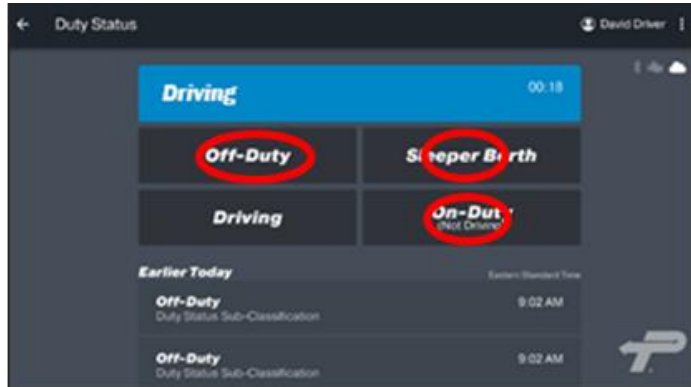 Duty Status
David Driver
Driving 00:18
Off-Duty Sleeper Berth
Driving On-Duty
(Not Driving)
Earlier Today Eastern Standard Time
Off-Duty 9:02 AM
Duty Status Sub-Classification
Off-Duty 9:02 AM
Duty Status Sub-Classification